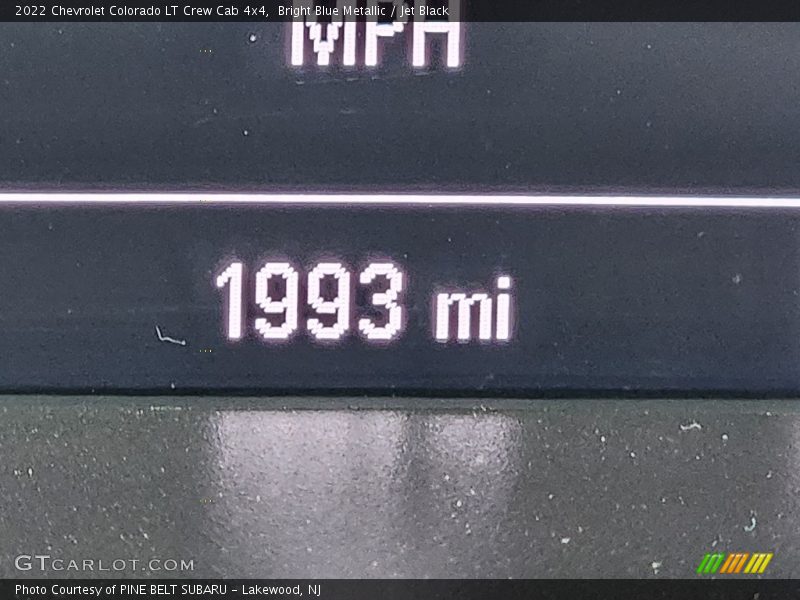 2022 Chevrolet Colorado LT Crew Cab 4x4,  Bright Blue Metallic / Jet Black
MPH
1993 mi
GTCARLOT.COM
Photo Courtesy of PINE BELT SUBARU - Lakewood, NJ